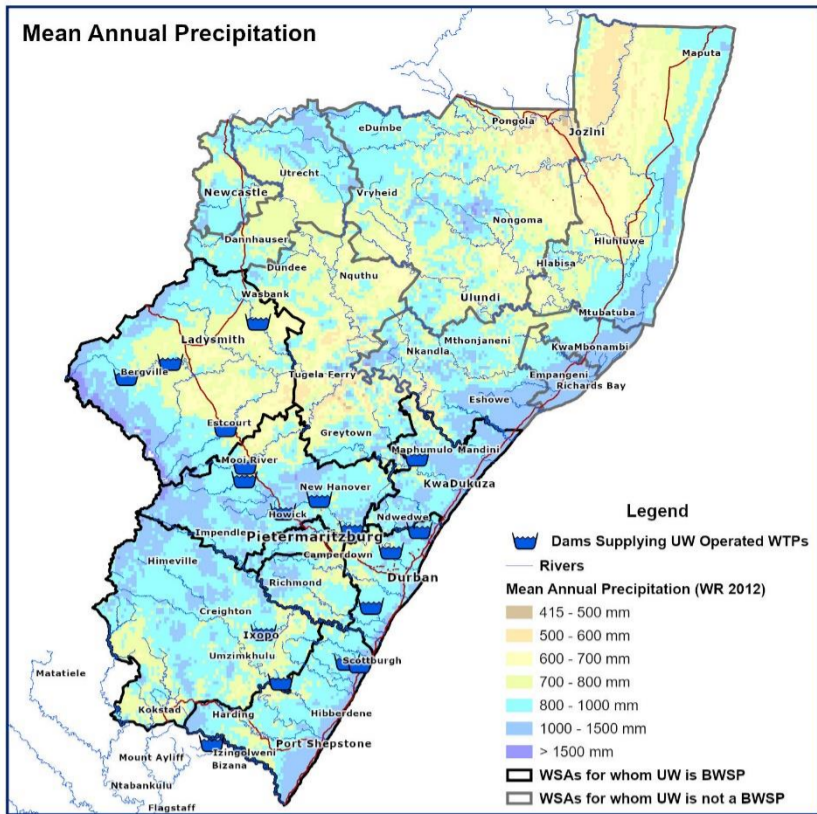 Mean Annual Precipitation
Maputa
Pongola
Jozini
eDumbe
Utrecht
Newcastle
Vryheid
Nongoma
Dannhauser
Hluhluwe
Hlabisa
Dundee
Nquthu
Ulundi
Wasbank
Mtubatuba
Mthonjaneni
Ladysmith
Nkandla
KwaMbonambi
Bergville
Tugela Ferry
Empangeni
Richards Bay
Eshowe
Estcourt
Greytown
Maphumulo
Mandini
Mooi River
New Hanover
KwaDukuza
Howick
Ndwedwe
Impendle
Pietermaritzburg
Camperdown
Himeville
Durban
Richmond
Creighton
Ixopo
Umzimkhulu
Scottburgh
Matatiele
Kokstad
Harding
Hibberdene
Port Shepstone
Mount Ayliff
Izingolweni
Bizana
Ntabankulu
Flagstaff
Legend
Dams Supplying UW Operated WTPs
Rivers
Mean Annual Precipitation (WR 2012)
415 - 500 mm
500 - 600 mm
600 - 700 mm
700 - 800 mm
800 - 1000 mm
1000 - 1500 mm
> 1500 mm
WSAs for whom UW is BWSP
WSAs for whom UW is not a BWSP